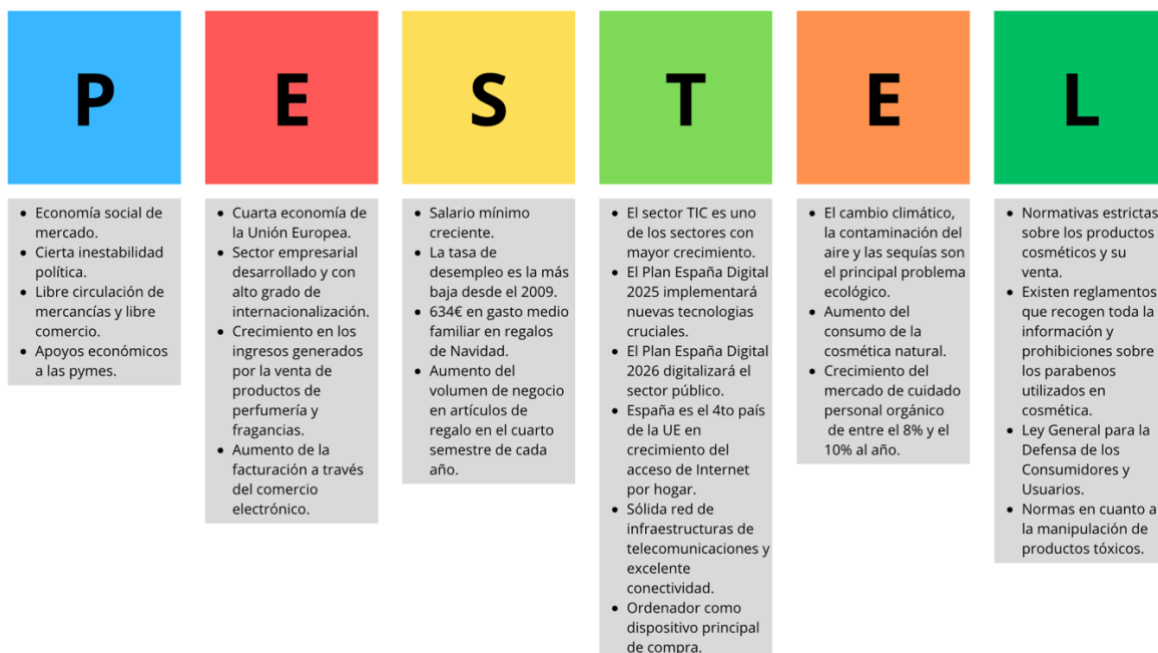 P
E
S
T
E
L
• Economía social de
mercado.
• Cierta inestabilidad
política.
• Libre circulación de
mercancías y libre
comercio.
• Apoyos económicos
a las pymes.
• Cuarta economía de
la Unión Europea.
• Sector empresarial
desarrollado y con
alto grado de
internacionalización.
• Crecimiento en los
ingresos generados
por la venta de
productos de
perfumería y
fragancias.
• Aumento de la
facturación a través
del comercio
electrónico.
• Salario mínimo
creciente.
• La tasa de
desempleo es la más
baja desde el 2009.
• 634€ en gasto medio
familiar en regalos
de Navidad.
• Aumento del
volumen de negocio
en artículos de
regalo en el cuarto
semestre de cada
año.
• El sector TIC es uno
de los sectores con
mayor crecimiento.
• El Plan España Digital
2025 implementará
nuevas tecnologias
cruciales.
• El Plan España Digital
2026 digitalizará el
sector público.
• España es el 4to país
de la UE en
crecimiento del
acceso de Internet
por hogar.
• Sólida red de
infraestructuras de
telecomunicaciones y
excelente
conectividad.
• Ordenador como
dispositivo principal
de compra.
• El cambio climático,
la contaminación del
aire y las sequías son
el principal problema
ecológico.
• Aumento del
consumo de la
cosmética natural.
• Crecimiento del
mercado de cuidado
personal orgánico
de entre el 8% y el
10% al año.
• Normativas estrictas
sobre los productos
cosméticos y su
venta.
• Existen reglamentos
que recogen toda la
información y
prohibiciones sobre
los parabenos
utilizados en
cosmética.
• Ley General para la
Defensa de los
Consumidores y
Usuarios.
• Normas en cuanto a
la manipulación de
productos tóxicos.